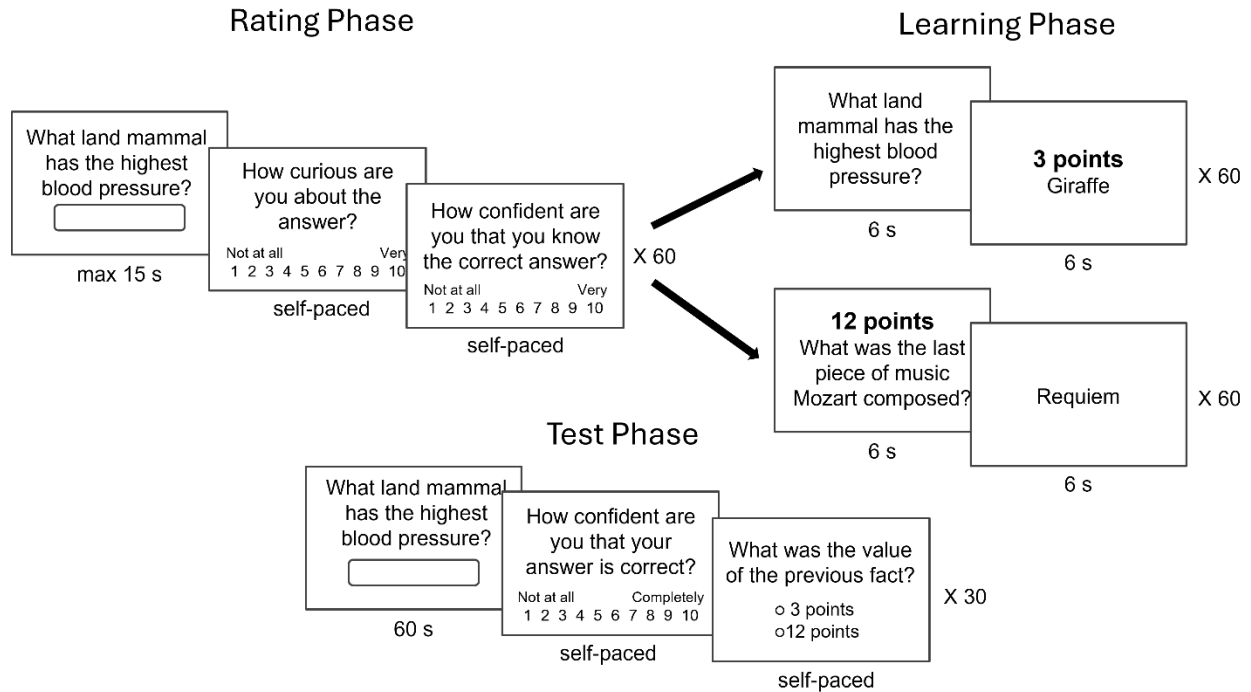 Rating Phase
What land mammal
has the highest
blood pressure?
max 15 s
How curious are
you about the
answer?
Not at all Very
1 2 3 4 5 6 7 8 9 10
self-paced
How confident are
you that you know
the correct answer?
Not at all Very
1 2 3 4 5 6 7 8 9 10
self-paced
X 60
Learning Phase
What land
mammal has the
highest blood
pressure?
6 s
3 points
Giraffe
6 s
X 60
12 points
What was the last
piece of music
Mozart composed?
6 s
Requiem
6 s
X 60
Test Phase
What land mammal
has the highest
blood pressure?
60 s
How confident are
you that your
answer is correct?
Not at all Completely
1 2 3 4 5 6 7 8 9 10
self-paced
What was the value
of the previous fact?
3 points
12 points
self-paced
X 30